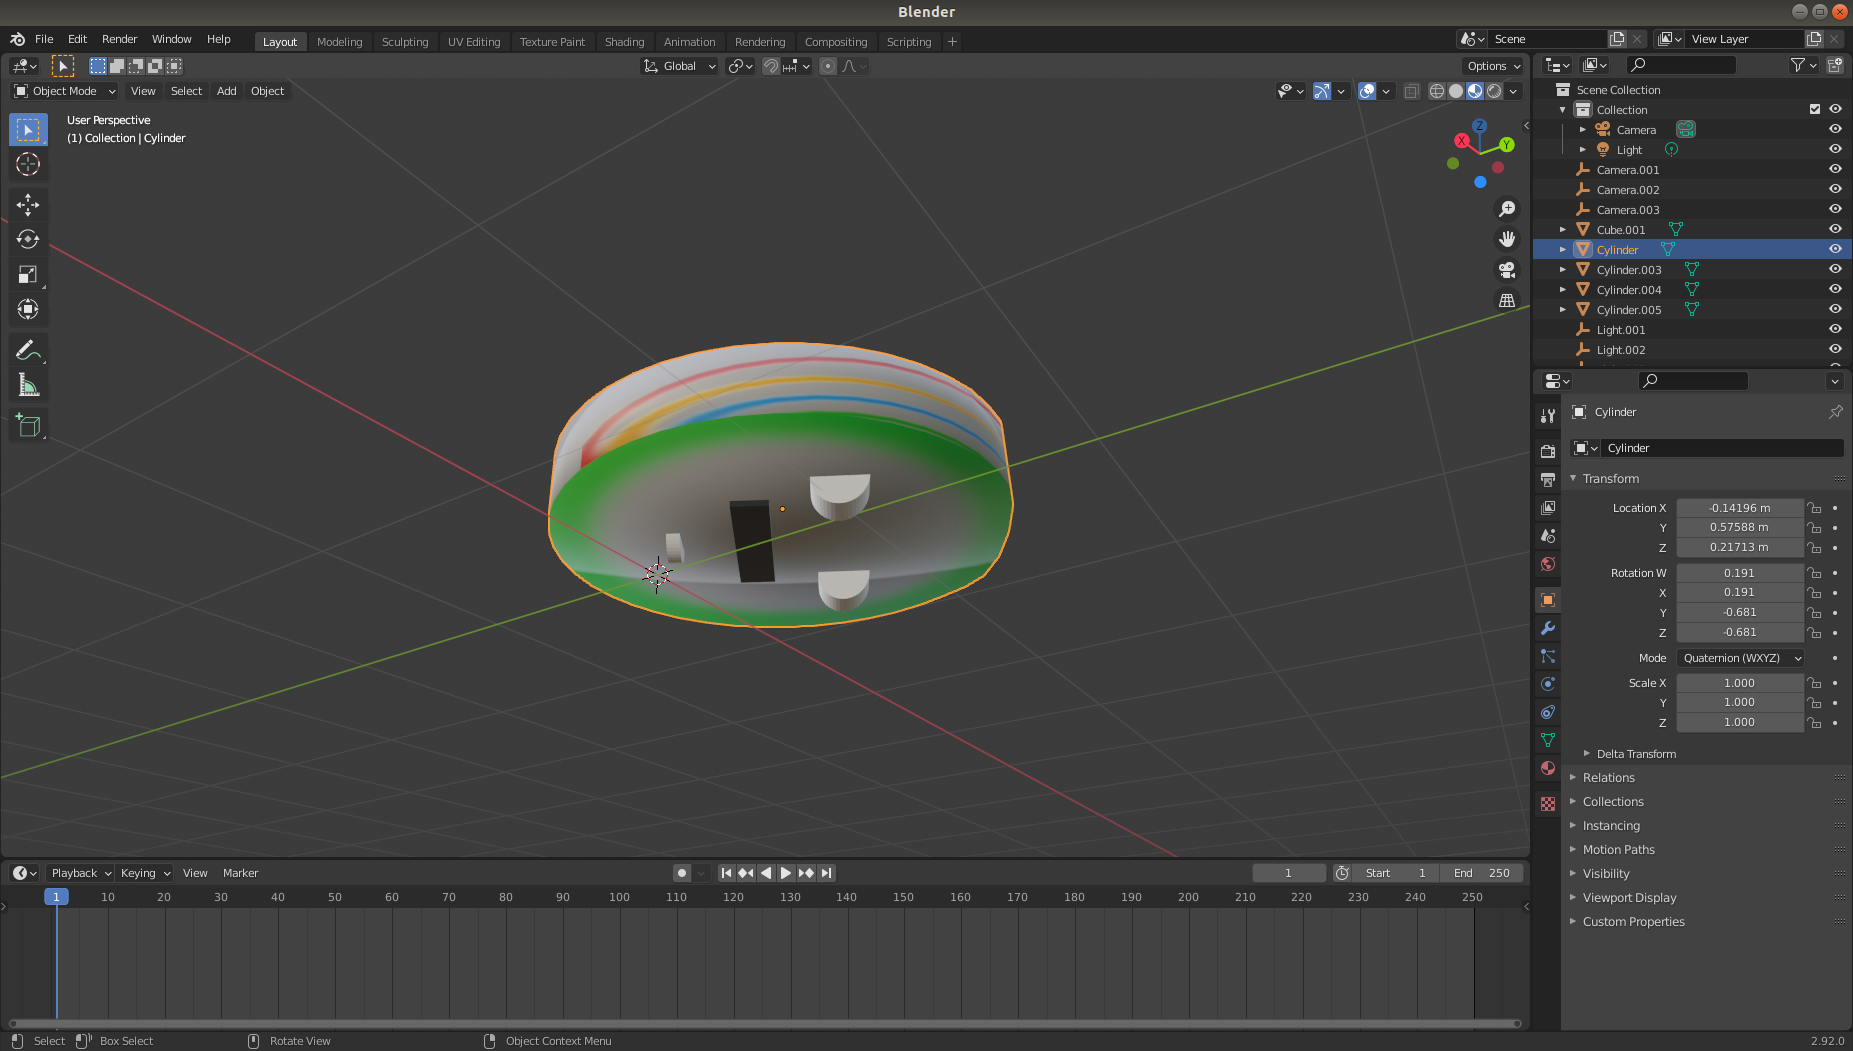 Blender
File Edit Render Window Help Layout Modeling Sculpting UV Editing Texture Paint Shading Animation Rendering Compositing Scripting + Scene View Layer
Global Options
Object Mode View Select Add Object
User Perspective
(1) Collection | Cylinder
Z
X
Y
Scene Collection
Collection
Camera
Light
Camera.001
Camera.002
Camera.003
Cube.001
Cylinder
Cylinder.003
Cylinder.004
Cylinder.005
Light.001
Light.002
Cylinder
Cylinder
Transform
Location X -0.14196 m
Y 0.57588 m
Z 0.21713 m
Rotation W 0.191
X 0.191
Y -0.681
Z -0.681
Mode Quaternion (WXYZ)
Scale X 1.000
Y 1.000
Z 1.000
Delta Transform
Relations
Collections
Instancing
Motion Paths
Visibility
Viewport Display
Custom Properties
Playback Keying View Marker 1 Start 1 End 250
1 10 20 30 40 50 60 70 80 90 100 110 120 130 140 150 160 170 180 190 200 210 220 230 240 250
Select Box Select Rotate View Object Context Menu 2.92.0